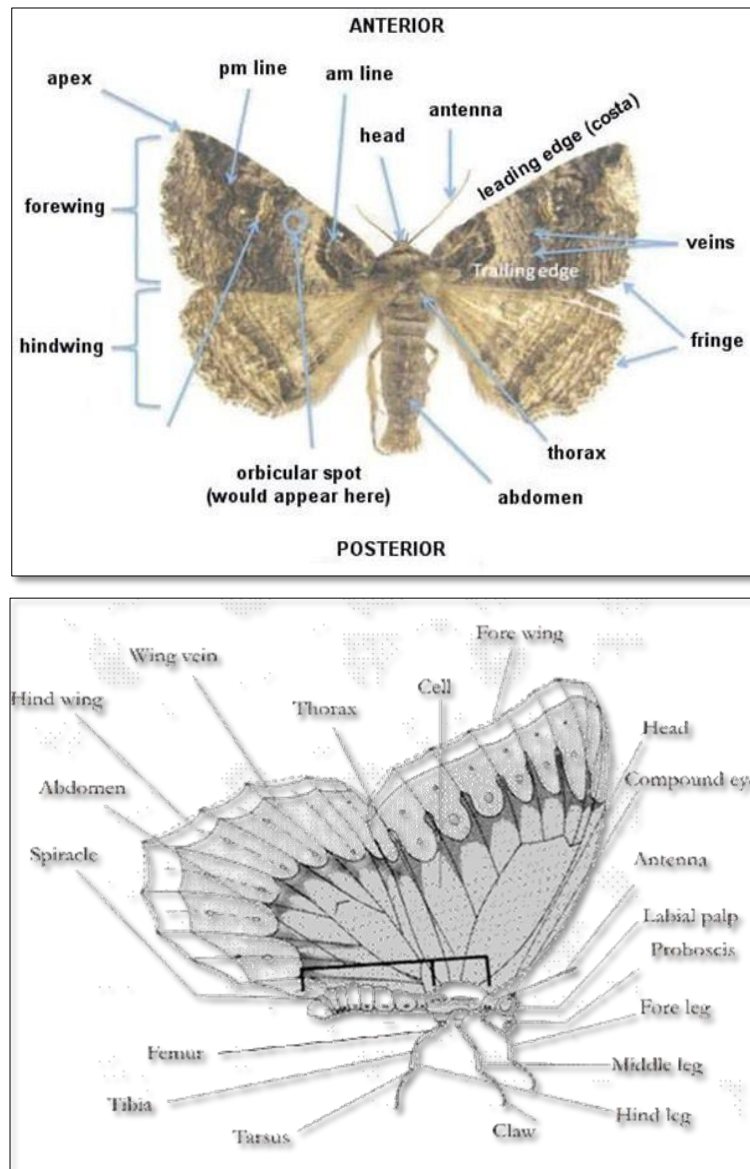 ANTERIOR
pm line
am line
apex
antenna
head
leading edge (costa)
forewing
veins
Trailing edge
hindwing
fringe
thorax
orbicular spot
(would appear here)
abdomen
POSTERIOR
Fore wing
Wing vein
Cell
Hind wing
Thorax
Head
Compound eye
Abdomen
Spiracle
Antenna
Labial palp
Proboscis
Fore leg
Femur
Middle leg
Tibia
Hind leg
Tarsus
Claw